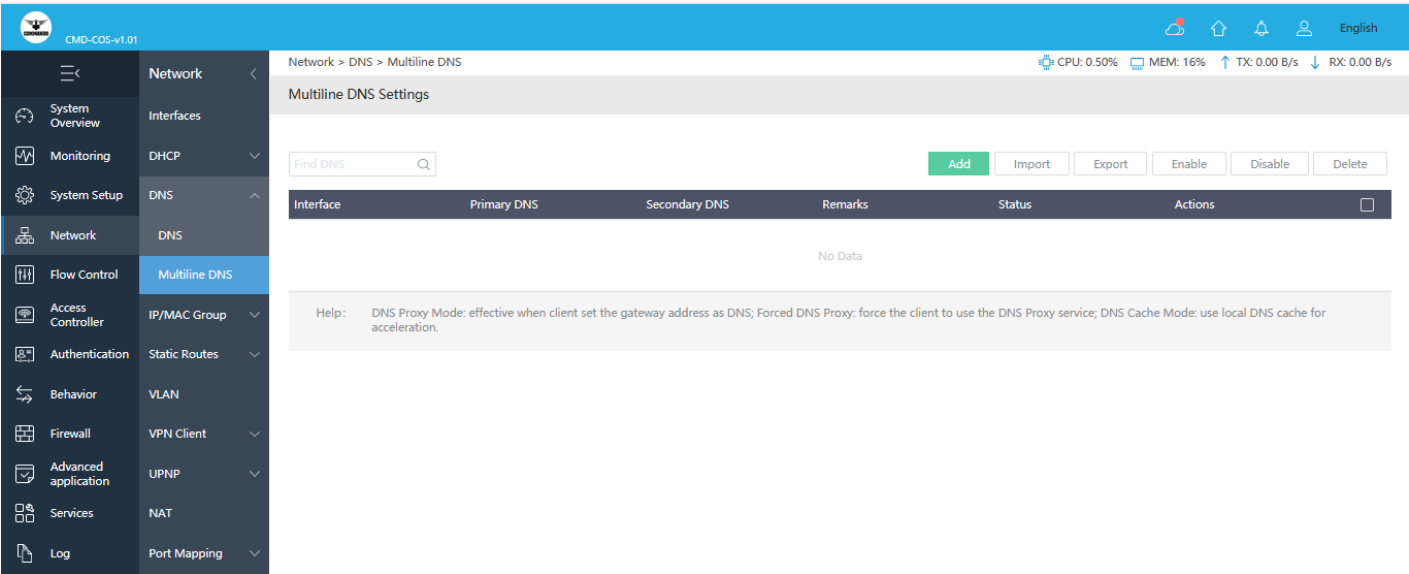 COMMANDO
CMD-COS-v1.01
English
Network
Network > DNS > Multiline DNS
CPU: 0.50%
MEM: 16%
TX: 0.00 B/s
RX: 0.00 B/s
Multiline DNS Settings
System
Overview
Monitoring
System Setup
Network
Flow Control
Access
Controller
Authentication
Behavior
Firewall
Advanced
application
Services
Log
Interfaces
DHCP
DNS
DNS
Multiline DNS
IP/MAC Group
Static Routes
VLAN
VPN Client
UPNP
NAT
Port Mapping
Find DNS
Add
Import
Export
Enable
Disable
Delete
Interface
Primary DNS
Secondary DNS
Remarks
Status
Actions
No Data
Help: DNS Proxy Mode: effective when client set the gateway address as DNS; Forced DNS Proxy: force the client to use the DNS Proxy service; DNS Cache Mode: use local DNS cache for
acceleration.